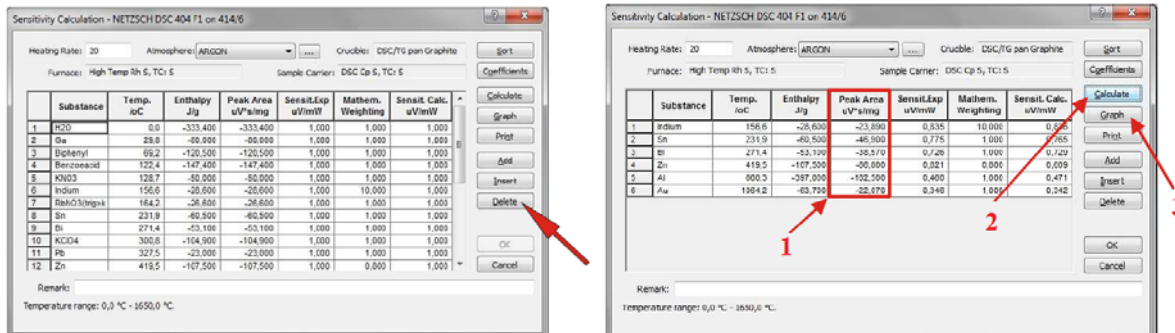 Sensitivity Calculation - NETZSCH DSC 404 F1 on 414/6
Heating Rate: 20 Atmosphere: ARGON ... Crucible: DSC/TG pan Graphite Sort
Furnace: High Temp Rh S, TC: S Sample Carrier: DSC Cp S, TC: S Coefficients
Substance Temp. /oC Enthalpy J/g Peak Area uV*s/mg Sensit.Exp uV/mW Mathem. Weighting Sensit. Calc. uV/mW
Calculate
Graph
Print
Add
Insert
Delete
OK
Cancel
1 H2O 0,0 -333,400 -333,400 1,000 1,000 1,000
2 Ga -80,000 -80,000 1,000 1,000 1,000
3 Biphenyl 69,2 -120,500 -120,500 1,000 1,000 1,000
4 Benzoeacid 122,4 -147,400 -147,400 1,000 1,000 1,000
5 KNO3 128,7 -50,000 -50,000 1,000 1,000 1,000
6 Indium 156,6 -28,600 -28,600 1,000 10,000 1,000
7 164,2 -26,600 -26,600 1,000 1,000 1,000
8 Sn 231,9 -60,500 -60,500 1,000 1,000 1,000
9 Bi 271,4 -53,100 -53,100 1,000 1,000 1,000
10 KClO4 300,8 -104,900 -104,900 1,000 1,000 1,000
11 Pb 327,5 -23,000 -23,000 1,000 1,000 1,000
12 Zn 419,5 -107,500 -107,500 1,000 0,800 1,000
Remark:
Temperature range: 0,0 °C - 1650,0 °C.
Sensitivity Calculation - NETZSCH DSC 404 F1 on 414/6
Heating Rate: 20 Atmosphere: ARGON ... Crucible: DSC/TG pan Graphite Sort
Furnace: High Temp Rh S, TC: S Sample Carrier: DSC Cp S, TC: S Coefficients
Substance Temp. /oC Enthalpy J/g Peak Area uV*s/mg Sensit.Exp uV/mW Mathem. Weighting Sensit. Calc. uV/mW
Calculate
Graph
Print
Add
Insert
Delete
OK
Cancel
1 Indium 156,6 -28,600 -23,890 0,835 10,000
2 Sn 231,9 -60,500 -46,900 0,775 1,000 0,765
3 Bi 271,4 -53,100 -38,570 0,726 1,000 0,729
4 Zn 419,5 -107,500
5 Al -397,000 1,000 0,471
6 Au -63,700 -22,070 0,346 1,000 0,342
1
2
3
Remark:
Temperature range: 0,0 °C - 1650,0 °C.